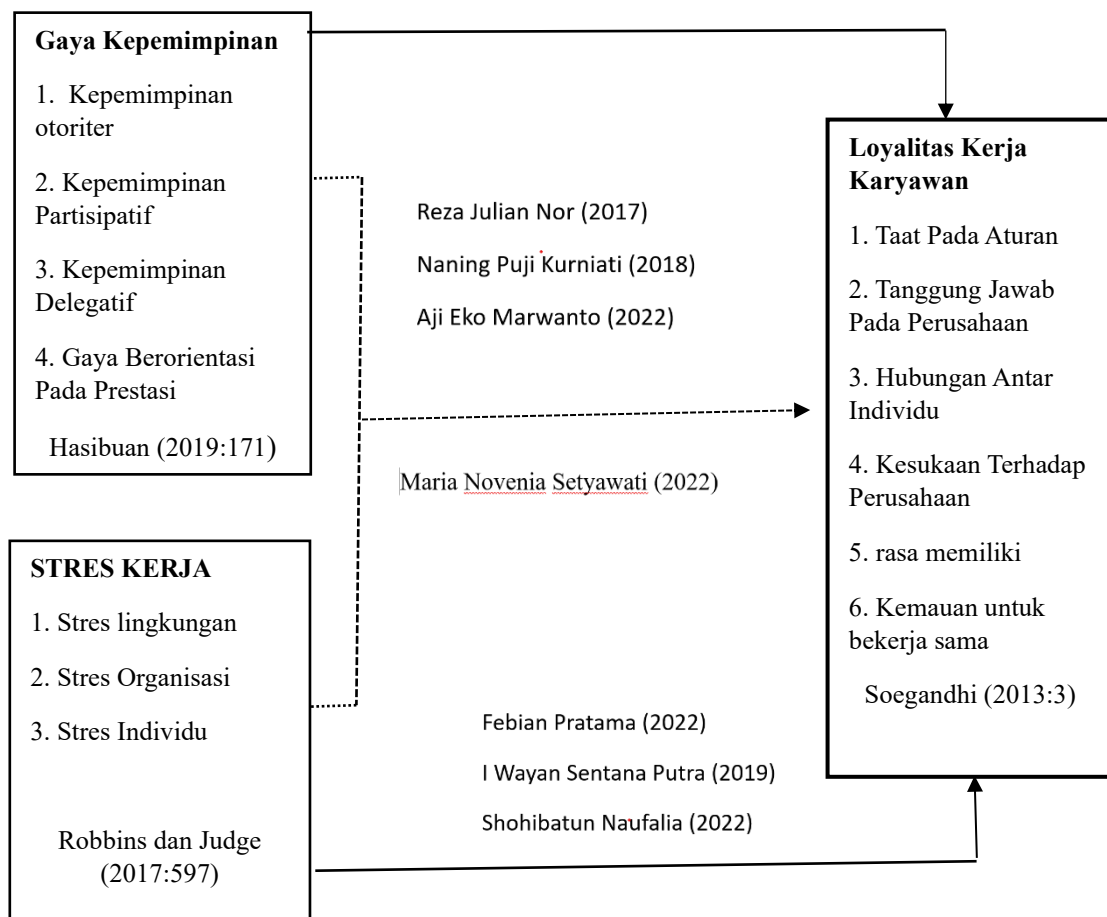 Gaya Kepemimpinan
1. Kepemimpinan
otoriter
2. Kepemimpinan
Partisipatif
3. Kepemimpinan
Delegatif
4. Gaya Berorientasi
Pada Prestasi
Hasibuan (2019:171)
STRES KERJA
1. Stres lingkungan
2. Stres Organisasi
3. Stres Individu
Robbins dan Judge
(2017:597)
Reza Julian Nor (2017)
Naning Puji Kurniati (2018)
Aji Eko Marwanto (2022)
Maria Novenia Setyawati (2022)
Febian Pratama (2022)
I Wayan Sentana Putra (2019)
Shohibatun Naufalia (2022)
Loyalitas Kerja
Karyawan
1. Taat Pada Aturan
2. Tanggung Jawab
Pada Perusahaan
3. Hubungan Antar
Individu
4. Kesukaan Terhadap
Perusahaan
5. rasa memiliki
6. Kemauan untuk
bekerja sama
Soegandhi (2013:3)